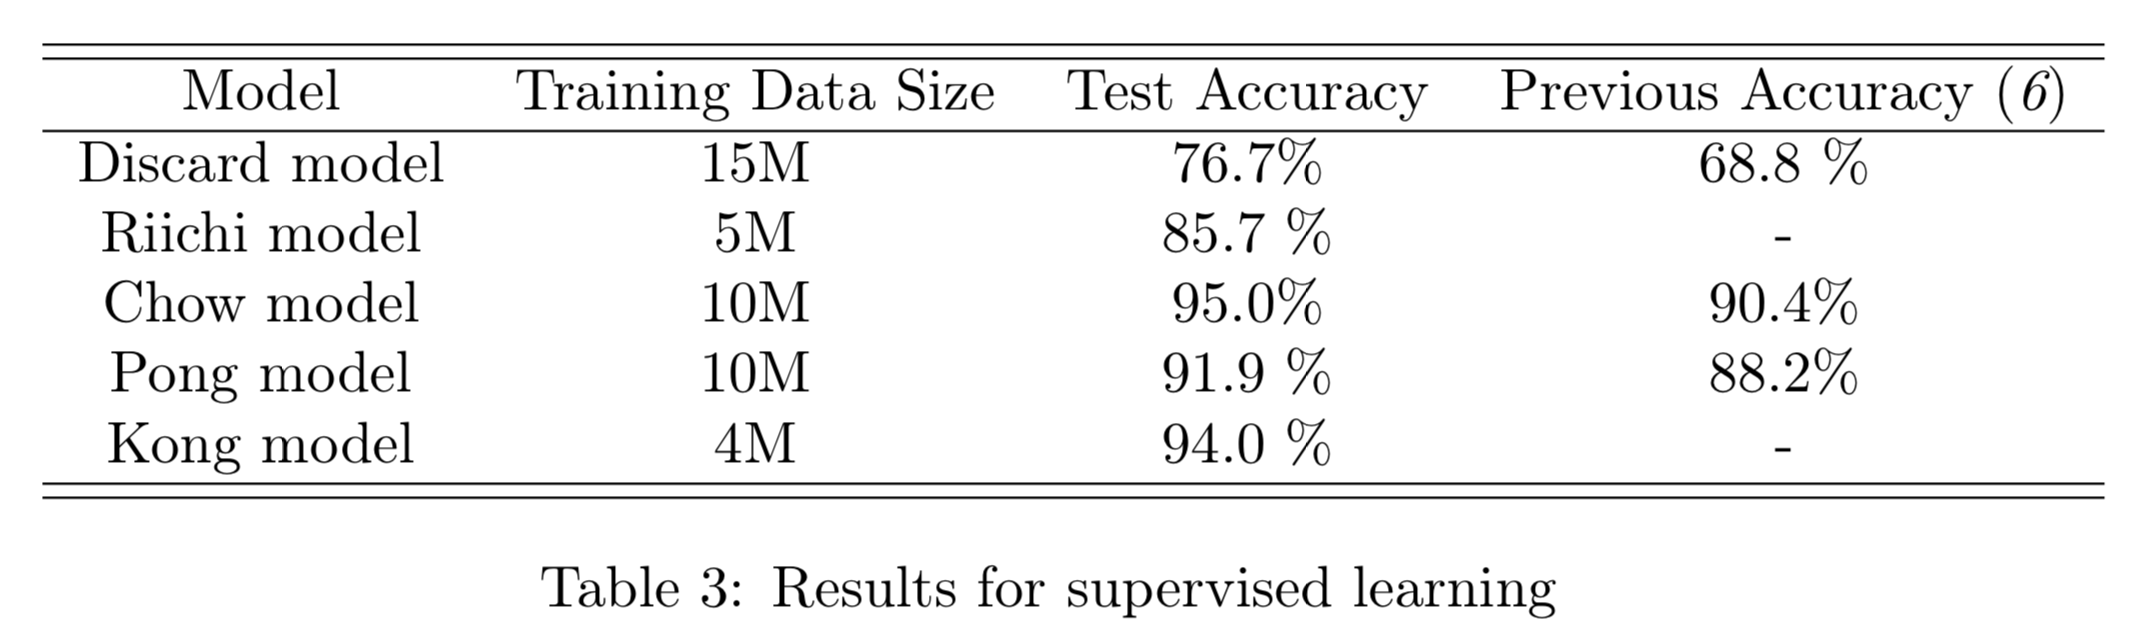 Model Training Data Size Test Accuracy Previous Accuracy (6)
Discard model 15M 76.7% 68.8 %
Riichi model 5M 85.7 % -
Chow model 10M 95.0% 90.4%
Pong model 10M 91.9 % 88.2%
Kong model 4M 94.0 % -
Table 3: Results for supervised learning